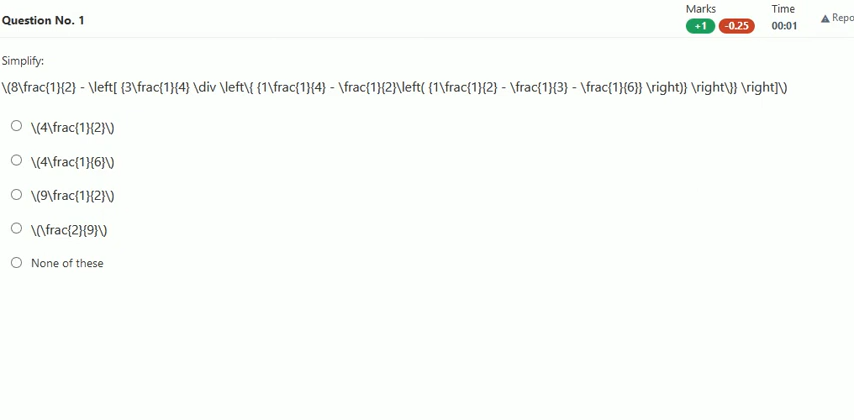 Question No. 1
Marks
Time
+1
-0.25
00:01
Simplify:
\(8\frac{1}{2} - \left[ {3\frac{1}{4} \div \left\{ {1\frac{1}{4} - \frac{1}{2}\left( {1\frac{1}{2} - \frac{1}{3} - \frac{1}{6}} \right)} \right\}} \right]\)
\(4\frac{1}{2}\)
\(4\frac{1}{6}\)
\(9\frac{1}{2}\)
\(\frac{2}{9}\)
None of these